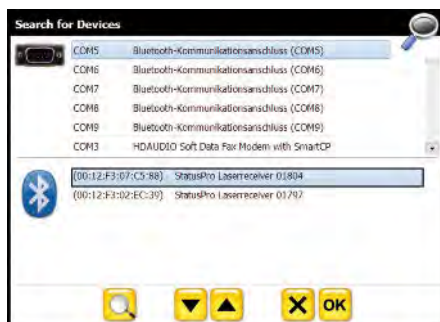 Search for Devices
COM5 Bluetooth-Kommunikationsanschluss (COM5)
COM6 Bluetooth-Kommunikationsanschluss (COM6)
COM7 Bluetooth-Kommunikationsanschluss (COM7)
COM8 Bluetooth-Kommunikationsanschluss (COM8)
COM9 Bluetooth-Kommunikationsanschluss (COM9)
COM3 HDAUDIO Soft Data Fax Modem with SmartCP
(00:12:F3:07:C5:88) StatusPro Laserreceiver 01804
(00:12:F3:02:EC:39) StatusPro Laserreceiver 01797
OK